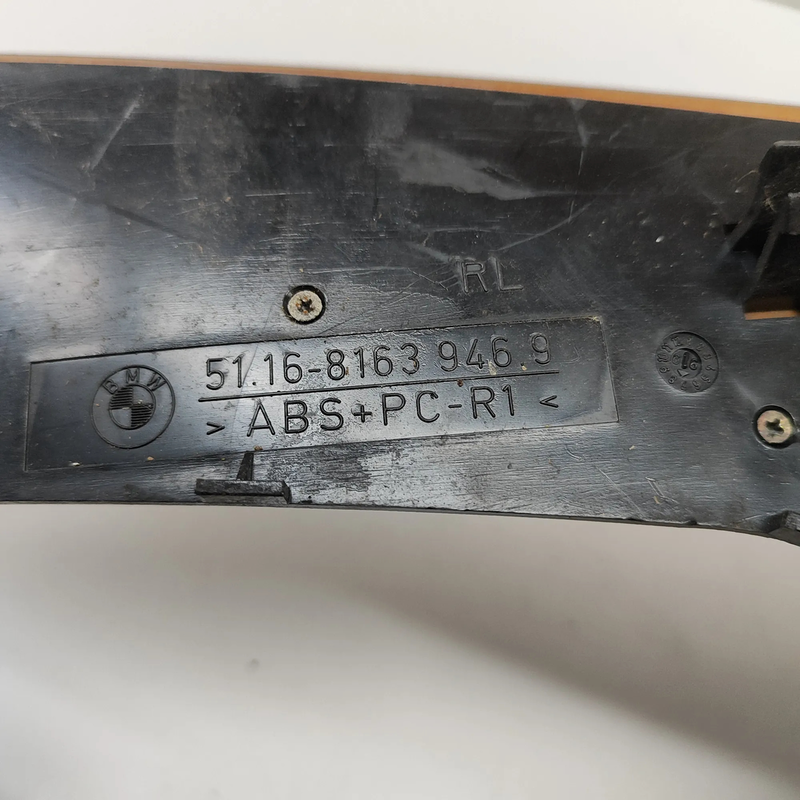 RL
BMW
51.16-8163 946.9
> ABS+PC-R1 <